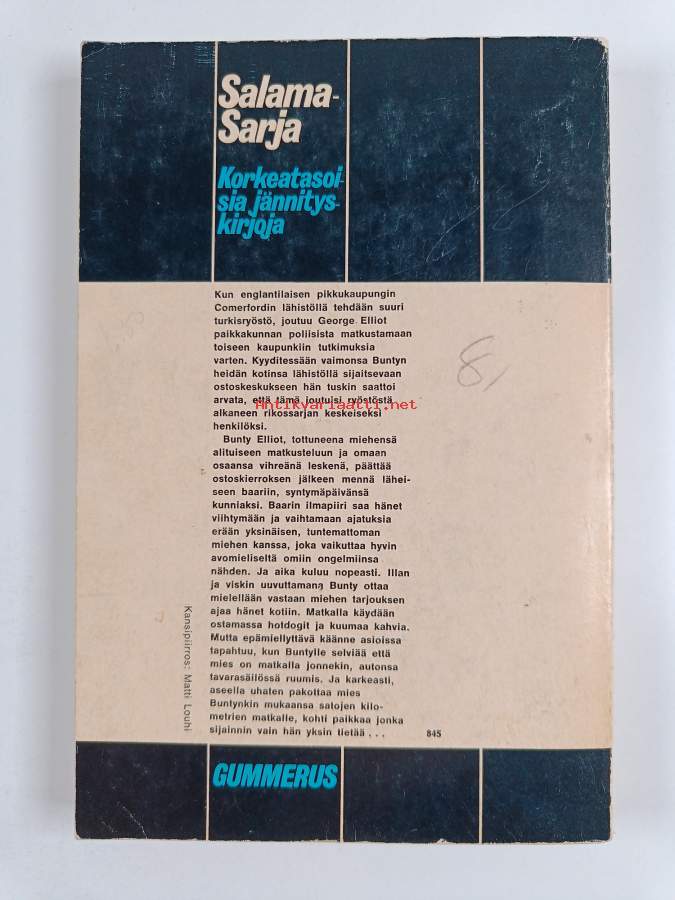 Salama-
Sarja
Korkeatasoi-
sia jännitys-
kirjoja
Kun englantilaisen pikkukaupungin
Comerfordin lähistöllä tehdään suuri
turkisryöstö, joutuu George Elliot
paikkakunnan poliisista matkustamaan
toiseen kaupunkiin tutkimuksia
varten. Kyyditessään vaimonsa Buntyn
heidän kotinsa lähistöllä sijaitsevaan
ostoskeskukseen hän tuskin saattoi
arvata, että tämä joutuisi ryöstöstä
Antikvariaatti.net
alkaneen rikossarjan keskeiseksi
henkilöksi.
Bunty Elliot, tottuneena miehensä
alituiseen matkusteluun ja omaan
osaansa vihreänä leskenä, päättää
ostoskierroksen jälkeen mennä lähei-
seen baariin, syntymäpäivänsä
kunniaksi. Baarin ilmapiiri saa hänet
viihtymään ja vaihtamaan ajatuksia
erään yksinäisen, tuntemattoman
miehen kanssa, joka vaikuttaa hyvin
avomieliseltä omiin ongelmiinsa
nähden. Ja aika kuluu nopeasti. Illan
ja viskin uuvuttamana Bunty ottaa
mielellään vastaan miehen tarjouksen
ajaa hänet kotiin. Matkalla käydään
ostamassa hotdogit ja kuumaa kahvia.
Mutta epämiellyttävä käänne asioissa
tapahtuu, kun Buntylle selviää että
mies on matkalla jonnekin, autonsa
tavarasäilössä ruumis. Ja karkeasti,
aseella uhaten pakottaa mies
Buntynkin mukaansa satojen kilo-
metrien matkalle, kohti paikkaa jonka
sijainnin vain hän yksin tietää . . .
845
8,
Kansipiirros: Matti Louhi
GUMMERUS